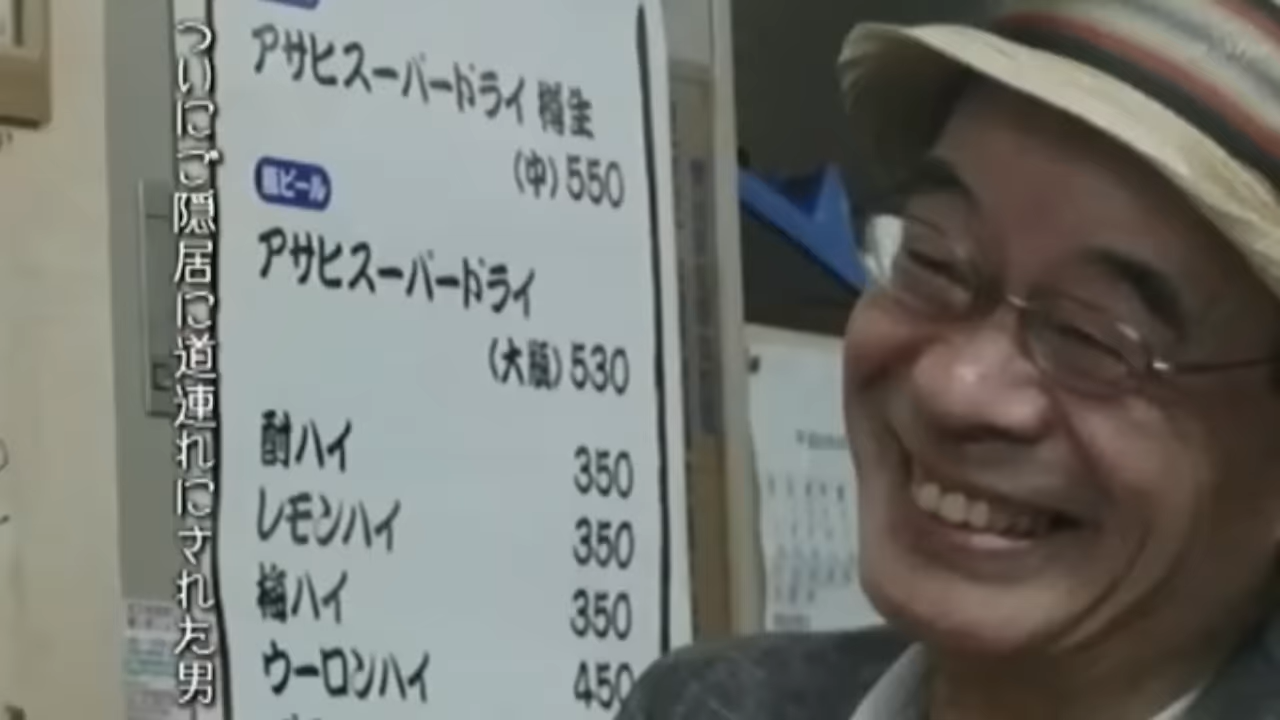 ついにご隠居に道連れにされた男
アサヒスーパードライ 樽生
(中) 550
瓶ビール
アサヒスーパードライ
(大瓶) 530
酎ハイ 350
レモンハイ 350
梅ハイ 350
ウーロンハイ 450